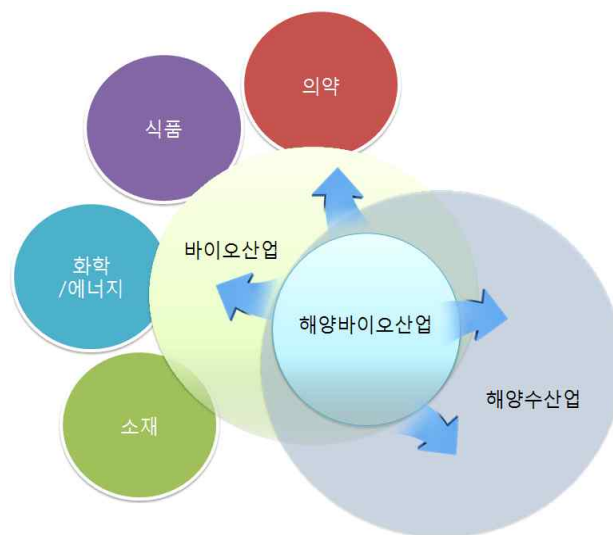 의약
식품
바이오산업
화학
/에너지
해양바이오산업
해양수산업
소재